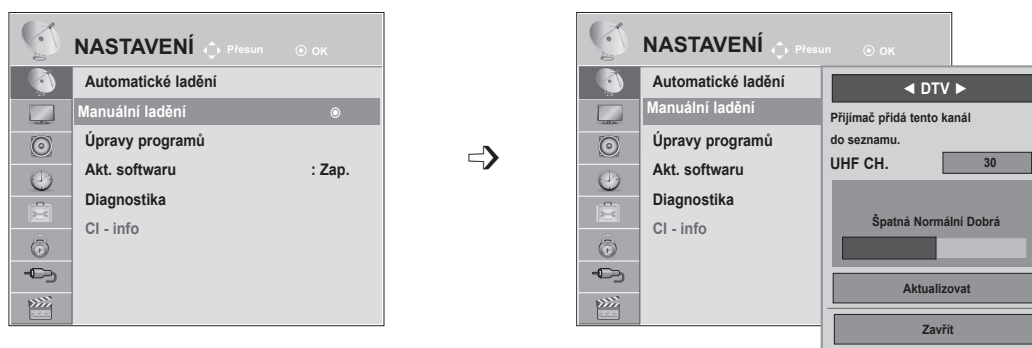 NASTAVENÍ Přesun OK
Automatické ladění
Manuální ladění
Úpravy programů
Akt. softwaru : Zap.
Diagnostika
CI - info
NASTAVENÍ Přesun OK
Automatické ladění
Manuální ladění
Úpravy programů
Akt. softwaru
Diagnostika
CI - info
◄ DTV ►
Přijímač přidá tento kanál
do seznamu.
UHF CH. 30
Špatná Normální Dobrá
Aktualizovat
Zavřít